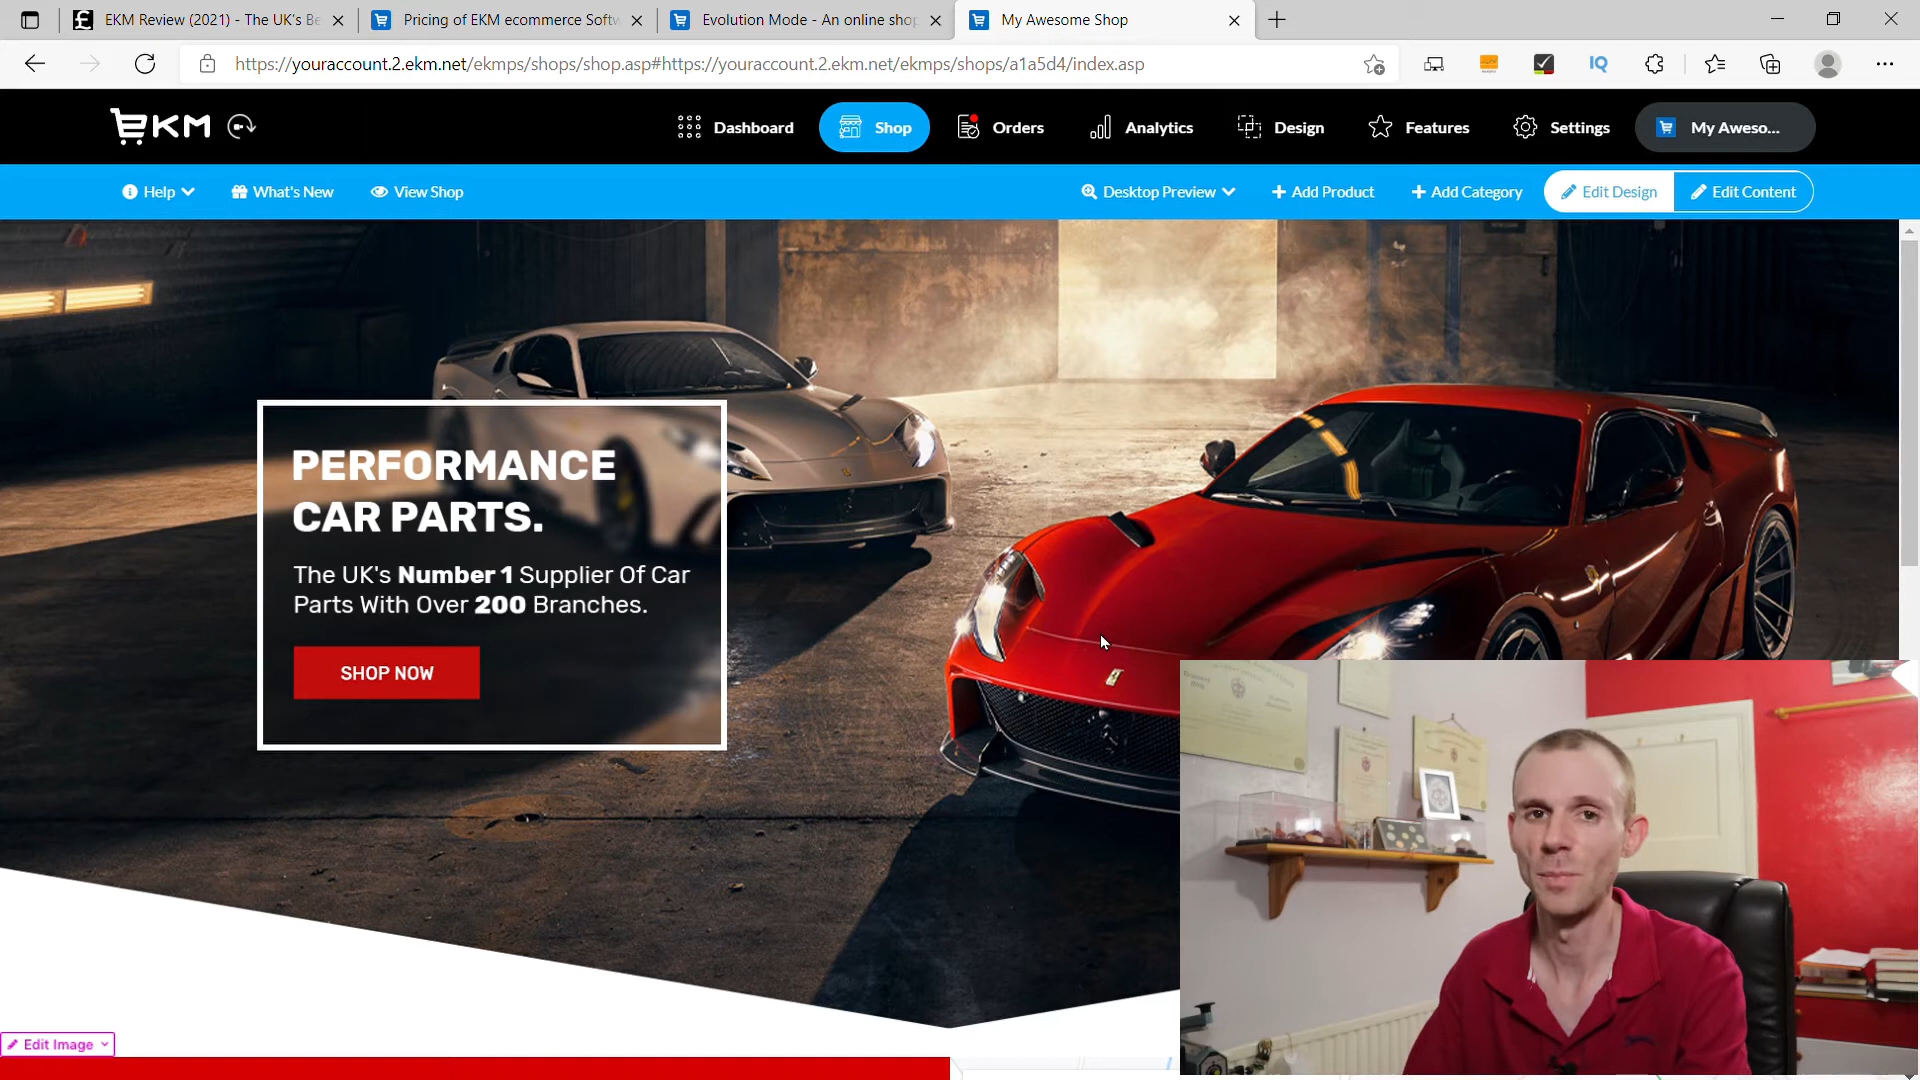 EKM Review (2021) - The UK's Be
Pricing of EKM ecommerce Softw
Evolution Mode - An online shop
My Awesome Shop
https://youraccount.2.ekm.net/ekmps/shops/shop.asp#https://youraccount.2.ekm.net/ekmps/shops/a1a5d4/index.asp
IQ
EKM
Dashboard
Shop
Orders
Analytics
Design
Features
Settings
My Aweso...
Help
What's New
View Shop
Desktop Preview
Add Product
Add Category
Edit Design
Edit Content
PERFORMANCE
CAR PARTS.
The UK's Number 1 Supplier Of Car
Parts With Over 200 Branches.
SHOP NOW
Edit Image